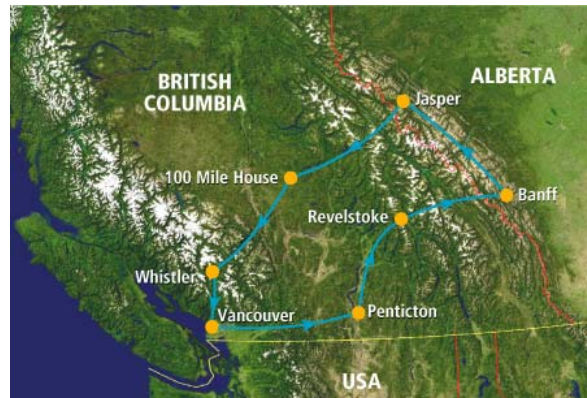 BRITISH
COLUMBIA
ALBERTA
Jasper
100 Mile House
Banff
Revelstoke
Whistler
Vancouver
Penticton
USA